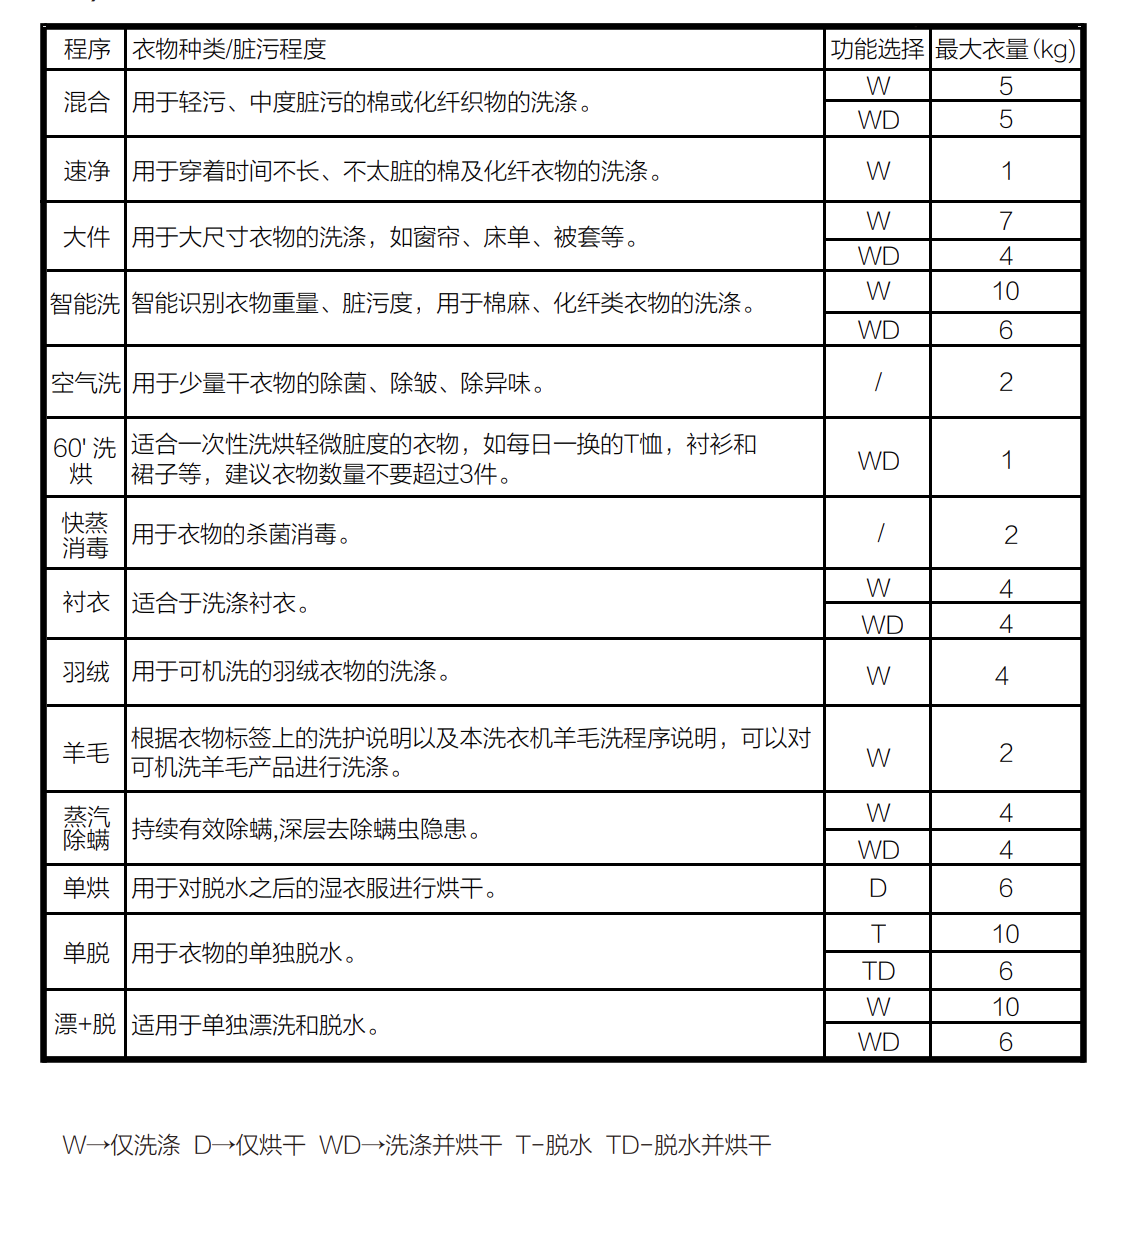 程序 衣物种类/脏污程度 功能选择 最大衣量(kg)
混合 用于轻污、中度脏污的棉或化纤织物的洗涤。 W 5
WD 5
速净 用于穿着时间不长、不太脏的棉及化纤衣物的洗涤。 W 1
大件 用于大尺寸衣物的洗涤，如窗帘、床单、被套等。 W 7
WD 4
智能洗 智能识别衣物重量、脏污度，用于棉麻、化纤类衣物的洗涤。 W 10
WD 6
空气洗 用于少量干衣物的除菌、除皱、除异味。 / 2
60' 洗
烘
适合一次性洗烘轻微脏度的衣物，如每日一换的T恤，衬衫和
裙子等，建议衣物数量不要超过3件。
WD 1
快蒸
消毒
用于衣物的杀菌消毒。 / 2
衬衣 适合于洗涤衬衣。 W 4
WD 4
羽绒 用于可机洗的羽绒衣物的洗涤。 W 4
羊毛
根据衣物标签上的洗护说明以及本洗衣机羊毛洗程序说明，可以对
可机洗羊毛产品进行洗涤。
W 2
蒸汽
除螨
持续有效除螨,深层去除螨虫隐患。 W 4
WD 4
单烘 用于对脱水之后的湿衣服进行烘干。 D 6
单脱 用于衣物的单独脱水。 T 10
TD 6
漂+脱 适用于单独漂洗和脱水。 W 10
WD 6
W→仅洗涤 D→仅烘干 WD→洗涤并烘干 T-脱水 TD-脱水并烘干